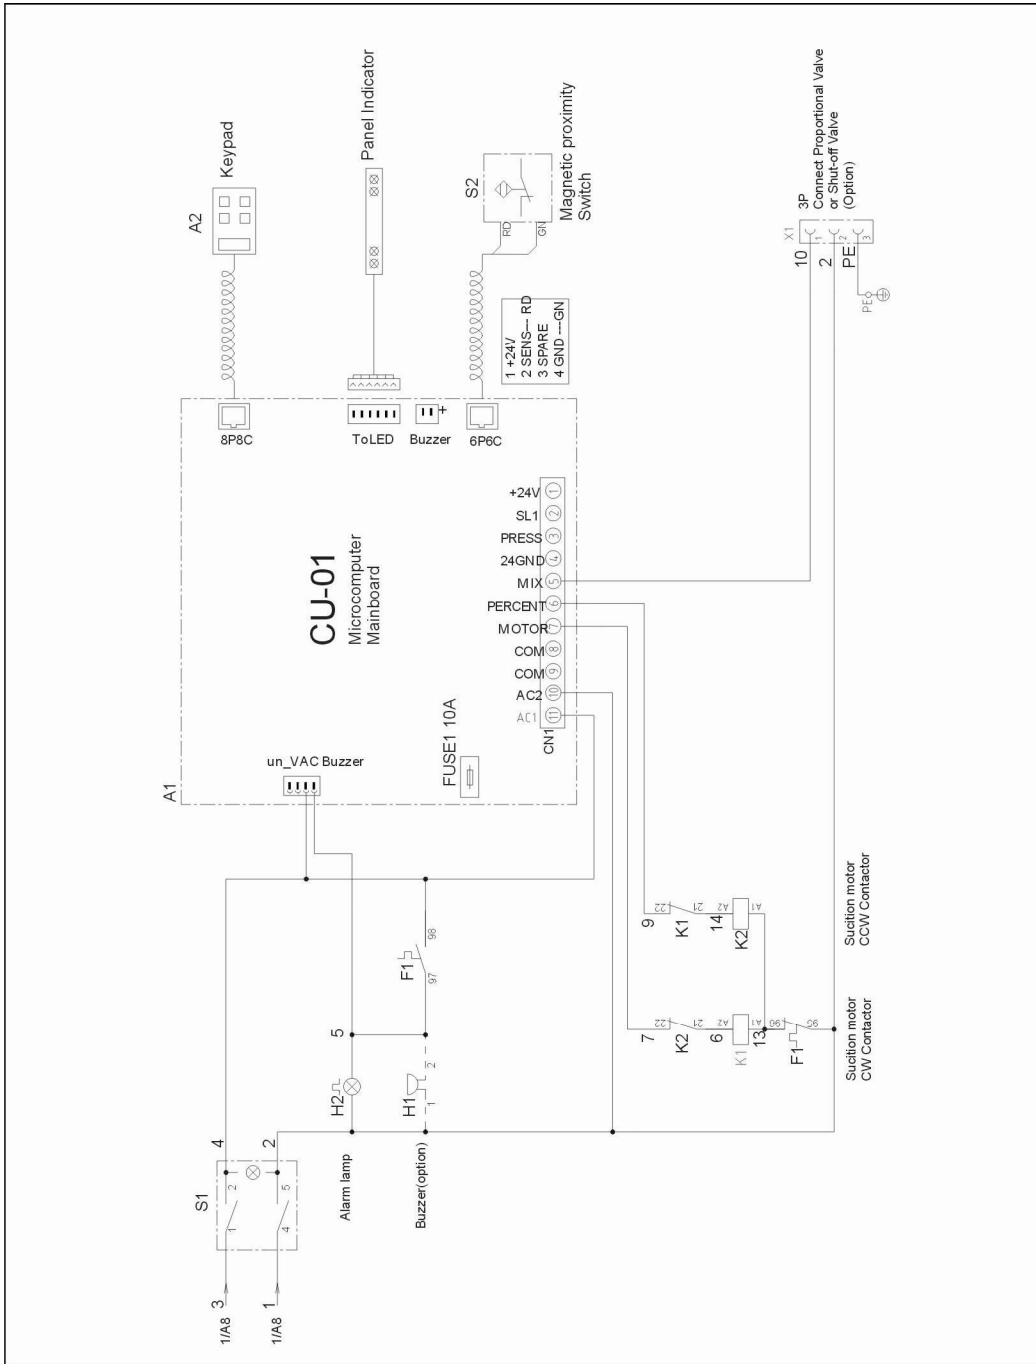 A2
Keypad
Panel Indicator
S2
RD
GN
Magnetic proximity
Switch
1 +24V
2 SENS--- RD
3 SPARE
4 GND ---GN
8P8C
ToLED
Buzzer
+
6P6C
A1
CU-01
Microcomputer
Mainboard
un_VAC Buzzer
FUSE1 10A
+24V 1
SL1 2
PRESS 3
24GND 4
MIX 5
PERCENT 6
MOTOR 7
COM 8
COM 9
AC2 10
AC1 11
CN1
X1
3P
Connect Proportional Valve
or Shut-off Valve
(Option)
10
1
2
2
PE
3
PE
S1
4
2
2
5
1
4
3
1/A8
1
1/A8
H2
5
Alarm lamp
H1
1
2
Buzzer(option)
F1
97
98
9
22
K1
21
14
A2
K2
A1
7
22
K2
21
6
A2
K1
A1
13
96
F1
95
Sucition motor
CCW Contactor
Sucition motor
CW Contactor